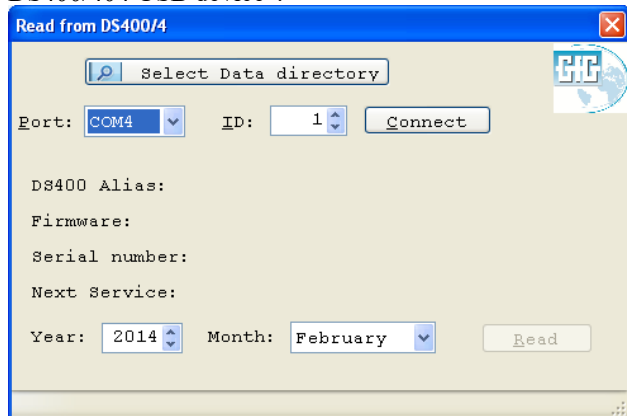 Read from DS400/4
Select Data directory
GfG
Port: COM4 ID: 1 Connect
DS400 Alias:
Firmware:
Serial number:
Next Service:
Year: 2014 Month: February Read